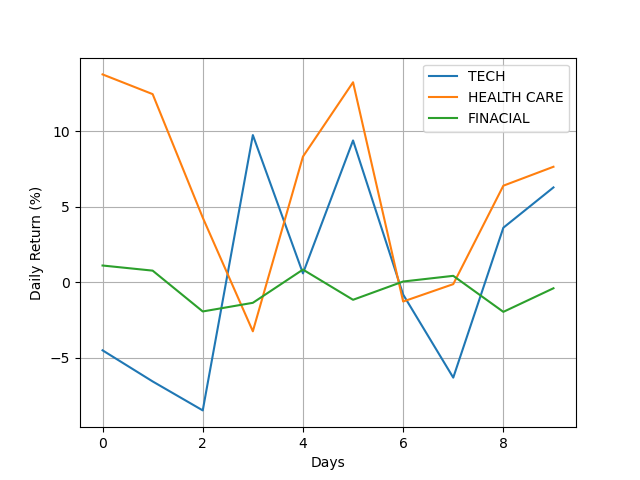 TECH
HEALTH CARE
FINACIAL
10
5
0
−5
Daily Return (%)
0 2 4 6 8
Days